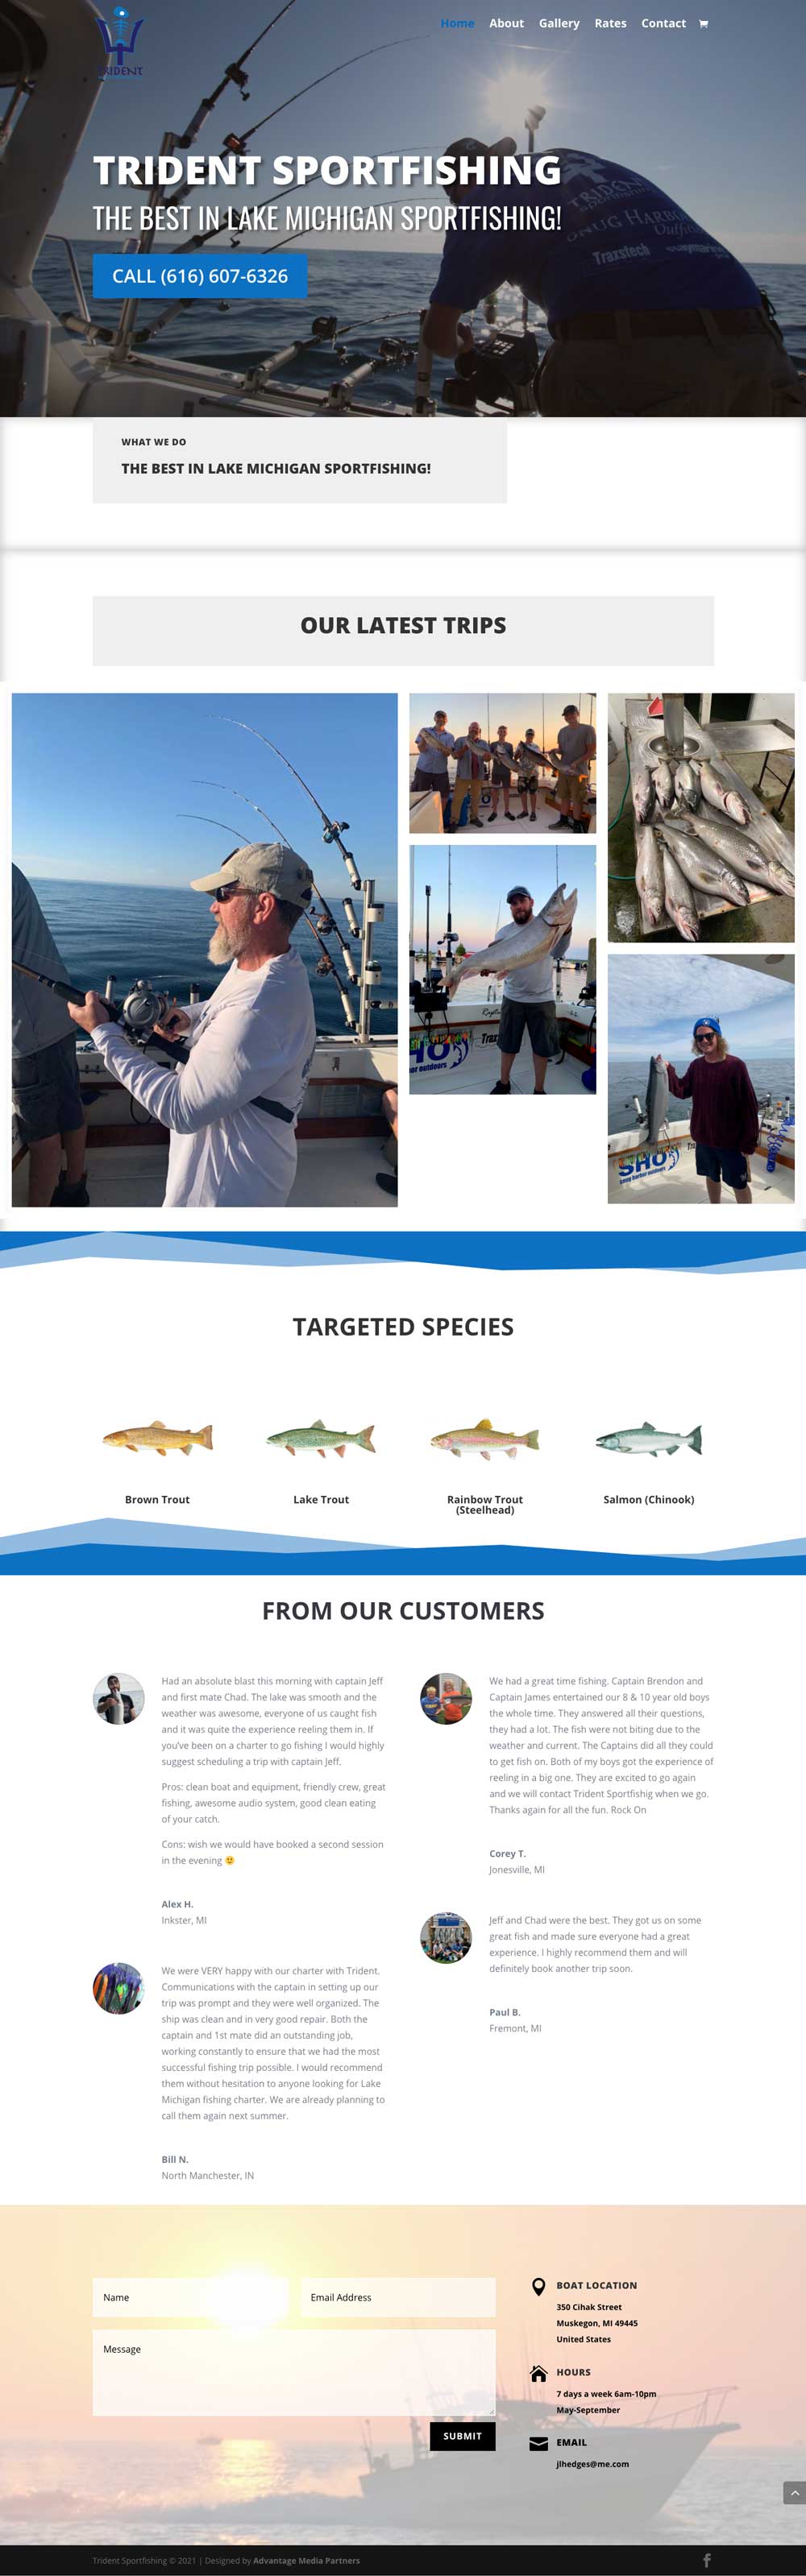 Home About Gallery Rates Contact
TRIDENT
TRIDENT SPORTFISHING
THE BEST IN LAKE MICHIGAN SPORTFISHING!
CALL (616) 607-6326
WHAT WE DO
THE BEST IN LAKE MICHIGAN SPORTFISHING!
OUR LATEST TRIPS
TARGETED SPECIES
Brown Trout
Lake Trout
Rainbow Trout
(Steelhead)
Salmon (Chinook)
FROM OUR CUSTOMERS
Had an absolute blast this morning with captain Jeff
and first mate Chad. The lake was smooth and the
weather was awesome, everyone of us caught fish
and it was quite the experience reeling them in. If
you've been on a charter to go fishing I would highly
suggest scheduling a trip with captain Jeff.
Pros: clean boat and equipment, friendly crew, great
fishing, awesome audio system, good clean eating
of your catch.
Cons: wish we would have booked a second session
in the evening 🙂
Alex H.
Inkster, MI
We were VERY happy with our charter with Trident.
Communications with the captain in setting up our
trip was prompt and they were well organized. The
ship was clean and in very good repair. Both the
captain and 1st mate did an outstanding job,
working constantly to ensure that we had the most
successful fishing trip possible. I would recommend
them without hesitation to anyone looking for Lake
Michigan fishing charter. We are already planning to
call them again next summer.
Bill N.
North Manchester, IN
We had a great time fishing. Captain Brendon and
Captain James entertained our 8 & 10 year old boys
the whole time. They answered all their questions,
they had a lot. The fish were not biting due to the
weather and current. The Captains did all they could
to get fish on. Both of my boys got the experience of
reeling in a big one. They are excited to go again
and we will contact Trident Sportfishig when we go.
Thanks again for all the fun. Rock On
Corey T.
Jonesville, MI
Jeff and Chad were the best. They got us on some
great fish and made sure everyone had a great
experience. I highly recommend them and will
definitely book another trip soon.
Paul B.
Fremont, MI
Name
Email Address
Message
SUBMIT
BOAT LOCATION
350 Cihak Street
Muskegon, MI 49445
United States
HOURS
7 days a week 6am-10pm
May-September
EMAIL
jlhedges@me.com
Trident Sportfishing © 2021 | Designed by Advantage Media Partners